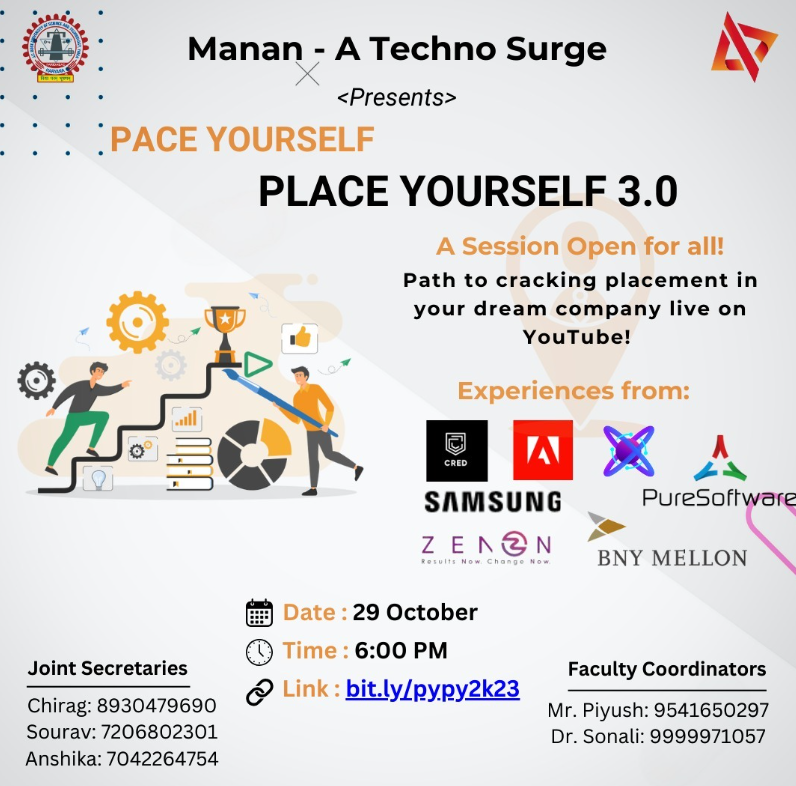 Manan - A Techno Surge
<Presents>
PACE YOURSELF
PLACE YOURSELF 3.0
A Session Open for all!
Path to cracking placement in
your dream company live on
YouTube!
Experiences from:
CRED
SAMSUNG
PureSoftware
ZENON
Results Now. Change Now.
BNY MELLON
Date : 29 October
Time : 6:00 PM
Link : bit.ly/pypy2k23
Joint Secretaries
Chirag: 8930479690
Sourav: 7206802301
Anshika: 7042264754
Faculty Coordinators
Mr. Piyush: 9541650297
Dr. Sonali: 9999971057